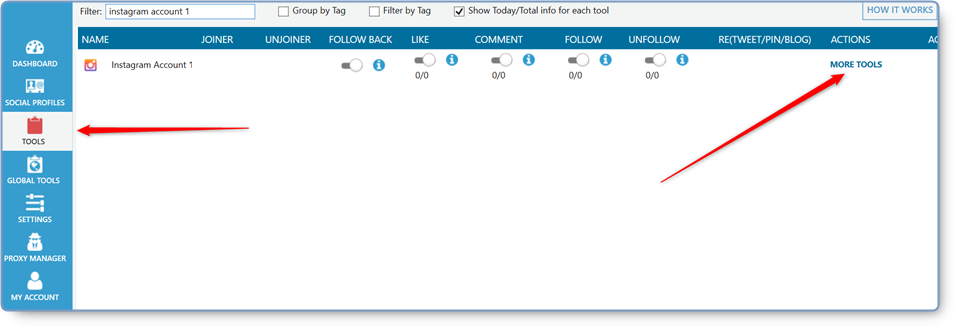 Filter: instagram account 1 Group by Tag Filter by Tag Show Today/Total info for each tool HOW IT WORKS
NAME JOINER UNJOINER FOLLOW BACK LIKE COMMENT FOLLOW UNFOLLOW RE(TWEET/PIN/BLOG) ACTIONS AC
Instagram Account 1 MORE TOOLS
0/0 0/0 0/0 0/0
DASHBOARD
SOCIAL PROFILES
TOOLS
GLOBAL TOOLS
SETTINGS
PROXY MANAGER
MY ACCOUNT